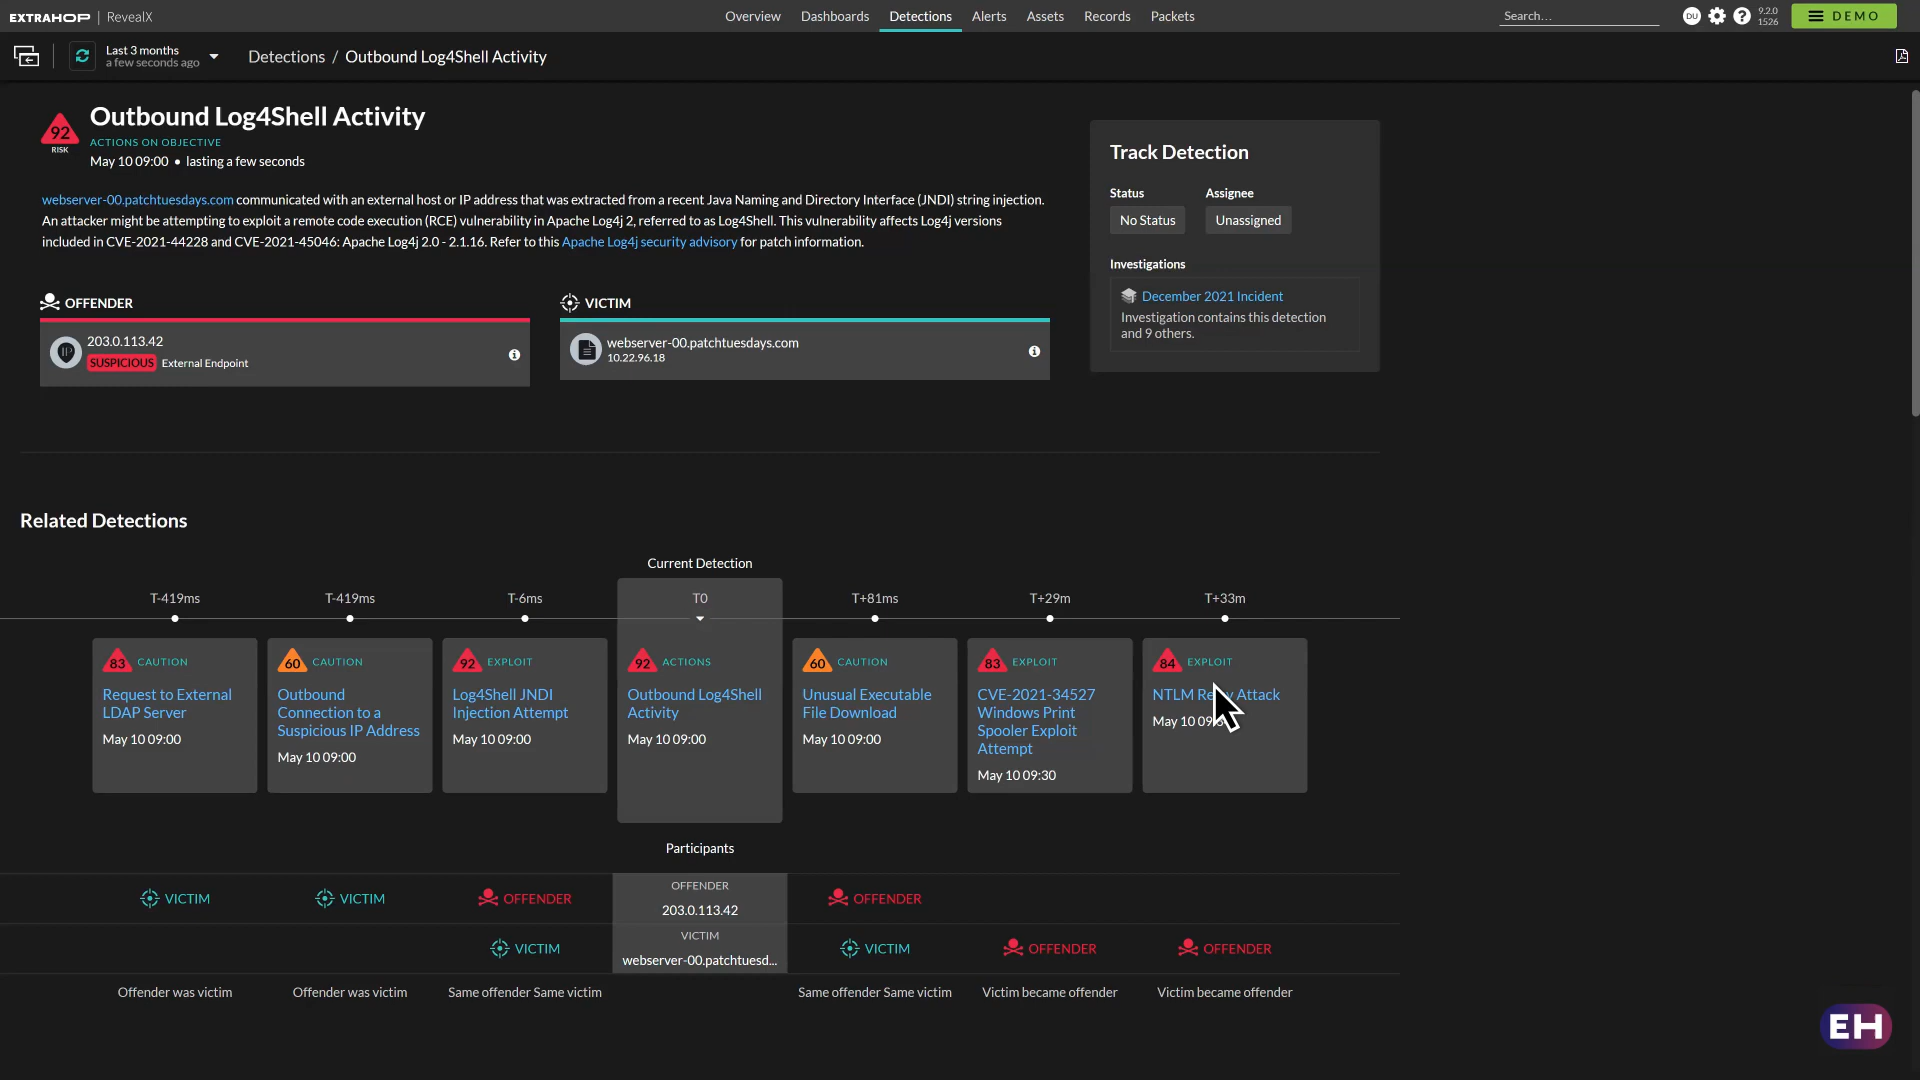 EXTRAHOP | RevealX
Overview Dashboards Detections Alerts Assets Records Packets
Search...
DU
9.2.0
1526
DEMO
Last 3 months
a few seconds ago
Detections / Outbound Log4Shell Activity
92
RISK
Outbound Log4Shell Activity
ACTIONS ON OBJECTIVE
May 10 09:00 • lasting a few seconds
webserver-00.patchtuesdays.com communicated with an external host or IP address that was extracted from a recent Java Naming and Directory Interface (JNDI) string injection.
An attacker might be attempting to exploit a remote code execution (RCE) vulnerability in Apache Log4j 2, referred to as Log4Shell. This vulnerability affects Log4j versions
included in CVE-2021-44228 and CVE-2021-45046: Apache Log4j 2.0 - 2.1.16. Refer to this Apache Log4j security advisory for patch information.
OFFENDER
IP
203.0.113.42
SUSPICIOUS External Endpoint
VICTIM
webserver-00.patchtuesdays.com
10.22.96.18
Track Detection
Status Assignee
No Status Unassigned
Investigations
December 2021 Incident
Investigation contains this detection
and 9 others.
Related Detections
Current Detection
T-419ms T-419ms T-6ms T0 T+81ms T+29m T+33m
83 CAUTION
Request to External
LDAP Server
May 10 09:00
60 CAUTION
Outbound
Connection to a
Suspicious IP Address
May 10 09:00
92 EXPLOIT
Log4Shell JNDI
Injection Attempt
May 10 09:00
92 ACTIONS
Outbound Log4Shell
Activity
May 10 09:00
60 CAUTION
Unusual Executable
File Download
May 10 09:00
83 EXPLOIT
CVE-2021-34527
Windows Print
Spooler Exploit
Attempt
May 10 09:30
84 EXPLOIT
NTLM Attack
May 10
Participants
VICTIM VICTIM OFFENDER OFFENDER 203.0.113.42 OFFENDER
VICTIM VICTIM webserver-00.patchtuesd... VICTIM OFFENDER OFFENDER
Offender was victim Offender was victim Same offender Same victim Same offender Same victim Victim became offender Victim became offender
EH